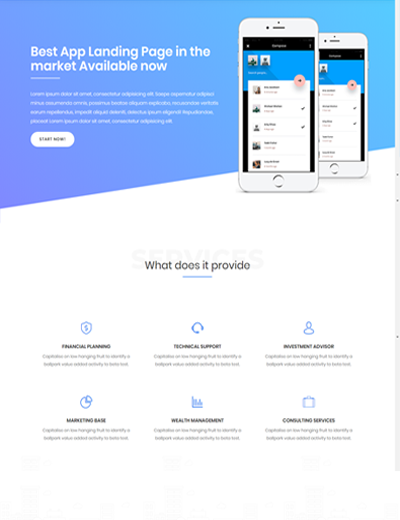 Best App Landing Page in the
market Available now
Lorem ipsum dolor sit amet, consectetur adipisicing elit. Saepe aspernatur dolor
minus assumenda omnis, possimus beatae aliquam explicabo, recusandae veritatis
earum repellendus, impedit aliquid deleniti, delectus ipsum eligendi Repudiandae,
placeat Lorem ipsum dolor sit amet, consectetur adipisicing elit.
START NOW!
SERVICES
What does it provide
FINANCIAL PLANNING
Capitalise on low hanging fruit to identify a
ballpark value added activity to beta test.
TECHNICAL SUPPORT
Capitalise on low hanging fruit to identify a
ballpark value added activity to beta test.
INVESTMENT ADVISOR
Capitalise on low hanging fruit to identify a
ballpark value added activity to beta test.
MARKETING BASE
Capitalise on low hanging fruit to identify a
ballpark value added activity to beta test.
WEALTH MANAGEMENT
Capitalise on low hanging fruit to identify a
ballpark value added activity to beta test.
CONSULTING SERVICES
Capitalise on low hanging fruit to identify a
ballpark value added activity to beta test.